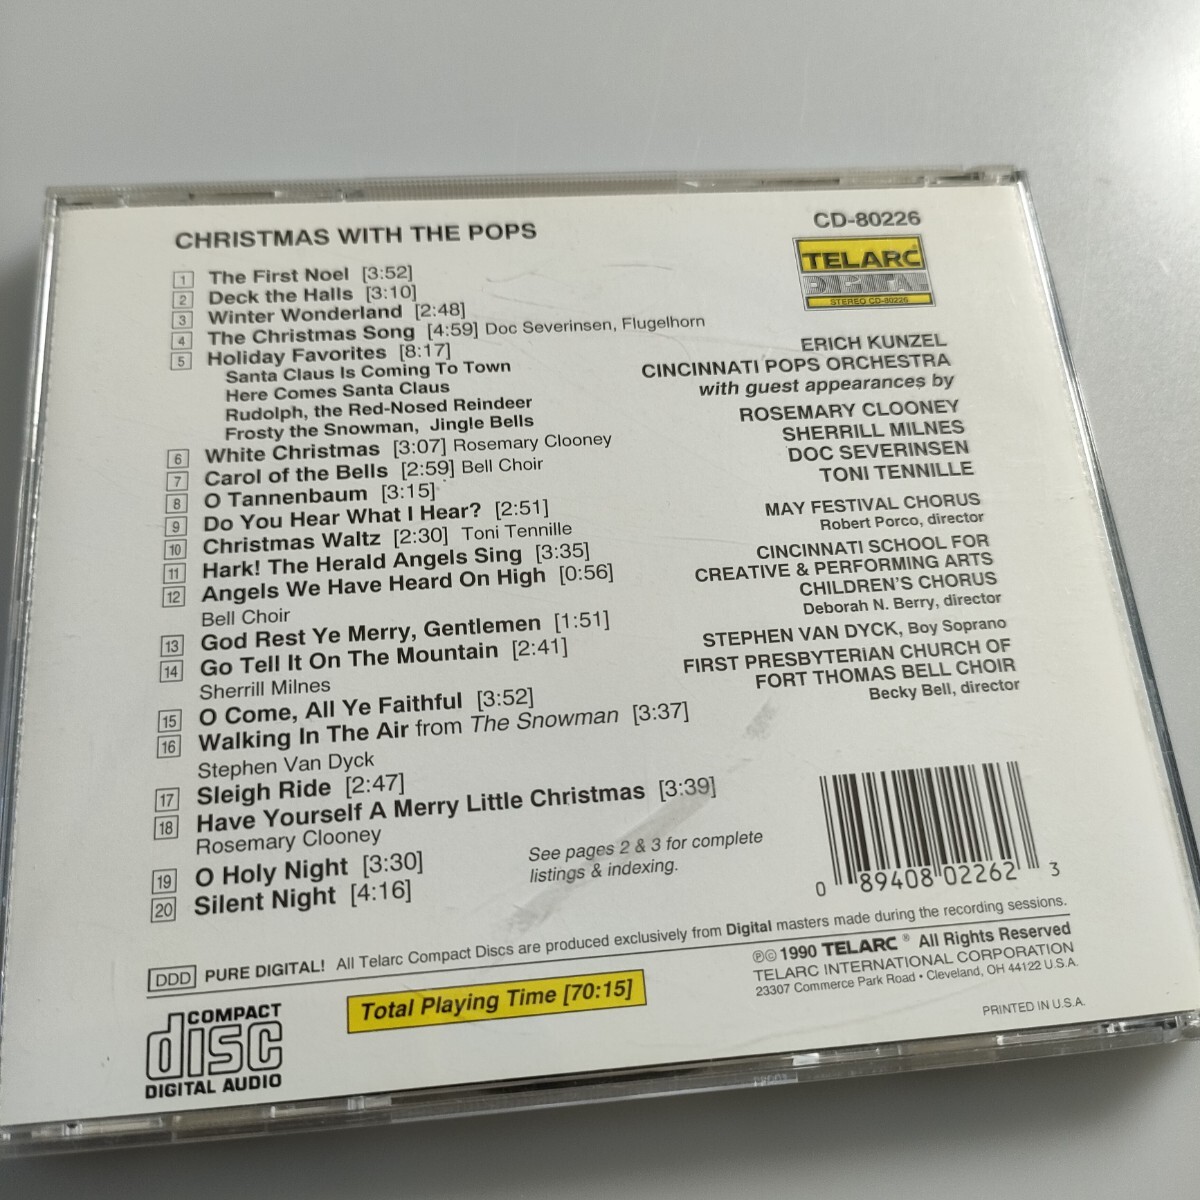 CHRISTMAS WITH THE POPS
1 The First Noel [3:52]
2 Deck the Halls [3:10]
3 Winter Wonderland [2:48]
4 The Christmas Song [4:59] Doc Severinsen, Flugelhorn
5 Holiday Favorites [8:17]
Santa Claus Is Coming To Town
Here Comes Santa Claus
Rudolph, the Red-Nosed Reindeer
Frosty the Snowman, Jingle Bells
6 White Christmas [3:07] Rosemary Clooney
7 Carol of the Bells [2:59] Bell Choir
8 O Tannenbaum [3:15]
9 Do You Hear What I Hear? [2:51]
10 Christmas Waltz [2:30] Toni Tennille
11 Hark! The Herald Angels Sing [3:35]
12 Angels We Have Heard On High [0:56]
Bell Choir
13 God Rest Ye Merry, Gentlemen [1:51]
14 Go Tell It On The Mountain [2:41]
Sherrill Milnes
15 O Come, All Ye Faithful [3:52]
16 Walking In The Air from The Snowman [3:37]
Stephen Van Dyck
17 Sleigh Ride [2:47]
18 Have Yourself A Merry Little Christmas [3:39]
Rosemary Clooney
19 O Holy Night [3:30]
20 Silent Night [4:16]
See pages 2 & 3 for complete
listings & indexing.
CD-80226
TELARC
DIGITAL
STEREO CD-80226
ERICH KUNZEL
CINCINNATI POPS ORCHESTRA
with guest appearances by
ROSEMARY CLOONEY
SHERRILL MILNES
DOC SEVERINSEN
TONI TENNILLE
MAY FESTIVAL CHORUS
Robert Porco, director
CINCINNATI SCHOOL FOR
CREATIVE & PERFORMING ARTS
CHILDREN'S CHORUS
Deborah N. Berry, director
STEPHEN VAN DYCK, Boy Soprano
FIRST PRESBYTERIAN CHURCH OF
FORT THOMAS BELL CHOIR
Becky Bell, director
0 89408 02262 3
DDD PURE DIGITAL! All Telarc Compact Discs are produced exclusively from Digital masters made during the recording sessions.
℗© 1990 TELARC® All Rights Reserved
TELARC INTERNATIONAL CORPORATION
23307 Commerce Park Road • Cleveland, OH 44122 U.S.A.
PRINTED IN U.S.A.
Total Playing Time [70:15]
COMPACT
disc
DIGITAL AUDIO